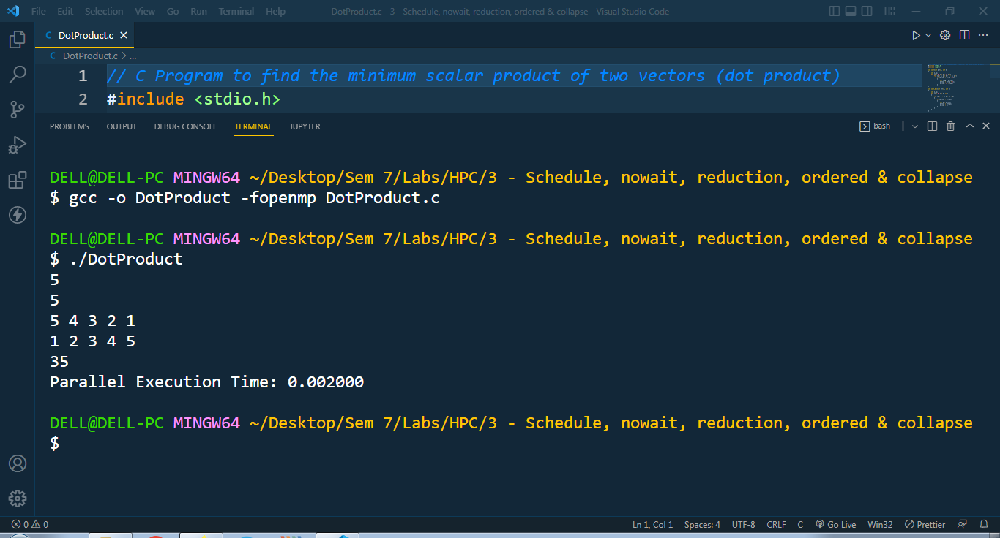 File Edit Selection View Go Run Terminal Help DotProduct.c - 3 - Schedule, nowait, reduction, ordered & collapse - Visual Studio Code
C DotProduct.c ×
C DotProduct.c > ...
1 // C Program to find the minimum scalar product of two vectors (dot product)
2 #include <stdio.h>
PROBLEMS OUTPUT DEBUG CONSOLE TERMINAL JUPYTER bash
DELL@DELL-PC MINGW64 ~/Desktop/Sem 7/Labs/HPC/3 - Schedule, nowait, reduction, ordered & collapse
$ gcc -o DotProduct -fopenmp DotProduct.c
DELL@DELL-PC MINGW64 ~/Desktop/Sem 7/Labs/HPC/3 - Schedule, nowait, reduction, ordered & collapse
$ ./DotProduct
5
5
5 4 3 2 1
1 2 3 4 5
35
Parallel Execution Time: 0.002000
DELL@DELL-PC MINGW64 ~/Desktop/Sem 7/Labs/HPC/3 - Schedule, nowait, reduction, ordered & collapse
$ _
0 0 Ln 1, Col 1 Spaces: 4 UTF-8 CRLF C Go Live Win32 Prettier